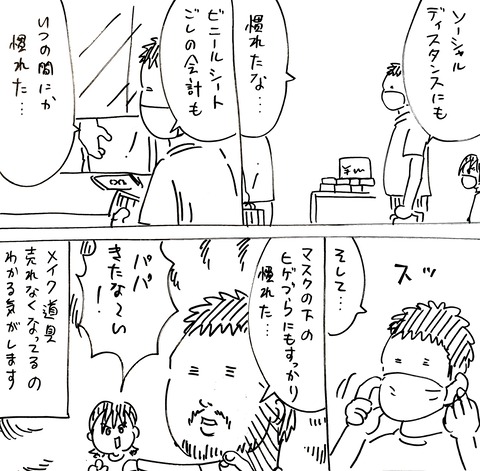 ソーシャル
ディスタンスにも
慣れたな…
ビニールシート
ごしの会計も
いつの間にか
慣れた…
¥
そして…
スッ
マスクの下の
ヒゲづらにもすっかり
慣れた…
パパ
きたな〜い!
メイク道具
売れなくなってるの
わかる気がします